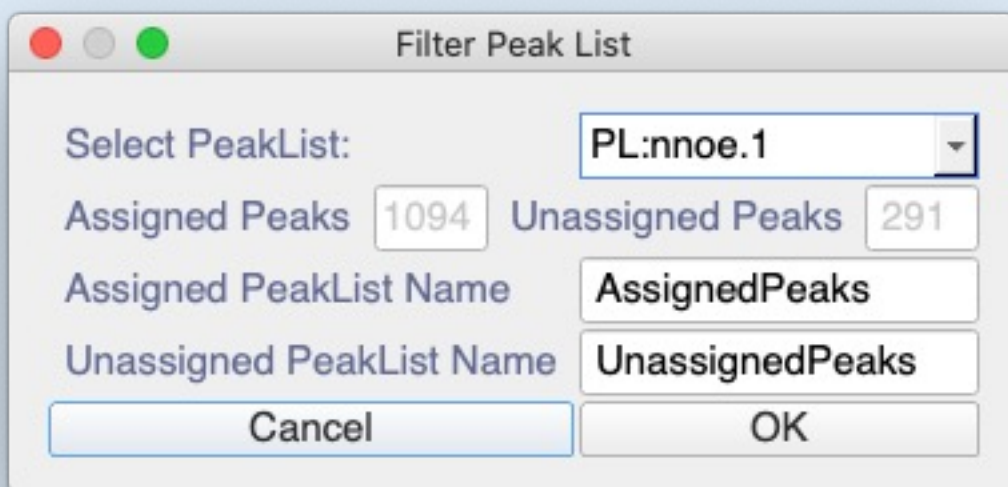 Filter Peak List
Select PeakList: PL:nnoe.1
Assigned Peaks 1094 Unassigned Peaks 291
Assigned PeakList Name AssignedPeaks
Unassigned PeakList Name UnassignedPeaks
Cancel OK